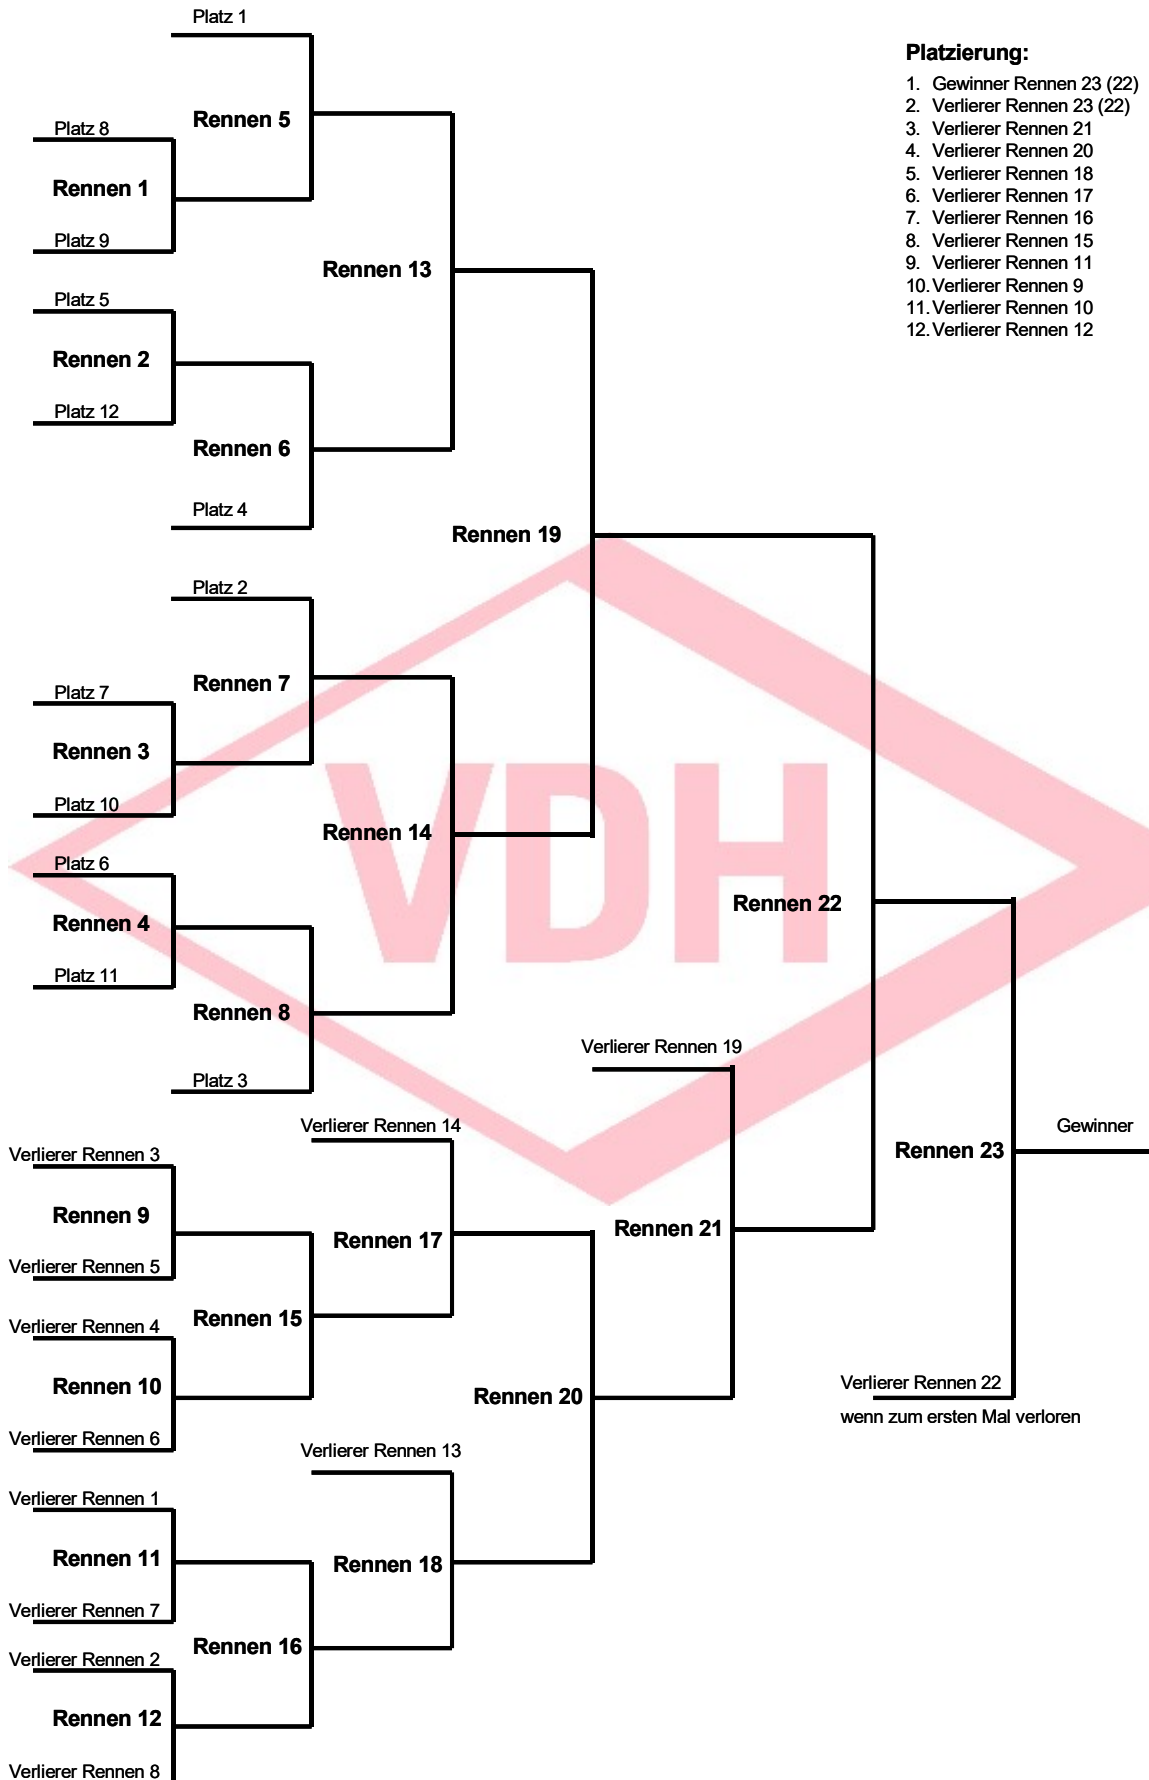 Platz 1
Platzierung:
1. Gewinner Rennen 23 (22)
2. Verlierer Rennen 23 (22)
3. Verlierer Rennen 21
4. Verlierer Rennen 20
5. Verlierer Rennen 18
6. Verlierer Rennen 17
7. Verlierer Rennen 16
8. Verlierer Rennen 15
9. Verlierer Rennen 11
10. Verlierer Rennen 9
11. Verlierer Rennen 10
12. Verlierer Rennen 12
Rennen 5
Platz 8
Rennen 1
Platz 9
Rennen 13
Platz 5
Rennen 2
Platz 12
Rennen 6
Platz 4
Rennen 19
Platz 2
Rennen 7
Platz 7
Rennen 3
Platz 10
Rennen 14
VDH
Platz 6
Rennen 4
Rennen 22
Platz 11
Rennen 8
Platz 3
Verlierer Rennen 19
Verlierer Rennen 14
Gewinner
Verlierer Rennen 3
Rennen 23
Rennen 9
Rennen 17
Rennen 21
Verlierer Rennen 5
Rennen 15
Verlierer Rennen 4
Rennen 10
Rennen 20
Verlierer Rennen 22
wenn zum ersten Mal verloren
Verlierer Rennen 6
Verlierer Rennen 13
Verlierer Rennen 1
Rennen 11
Rennen 18
Verlierer Rennen 7
Rennen 16
Verlierer Rennen 2
Rennen 12
Verlierer Rennen 8